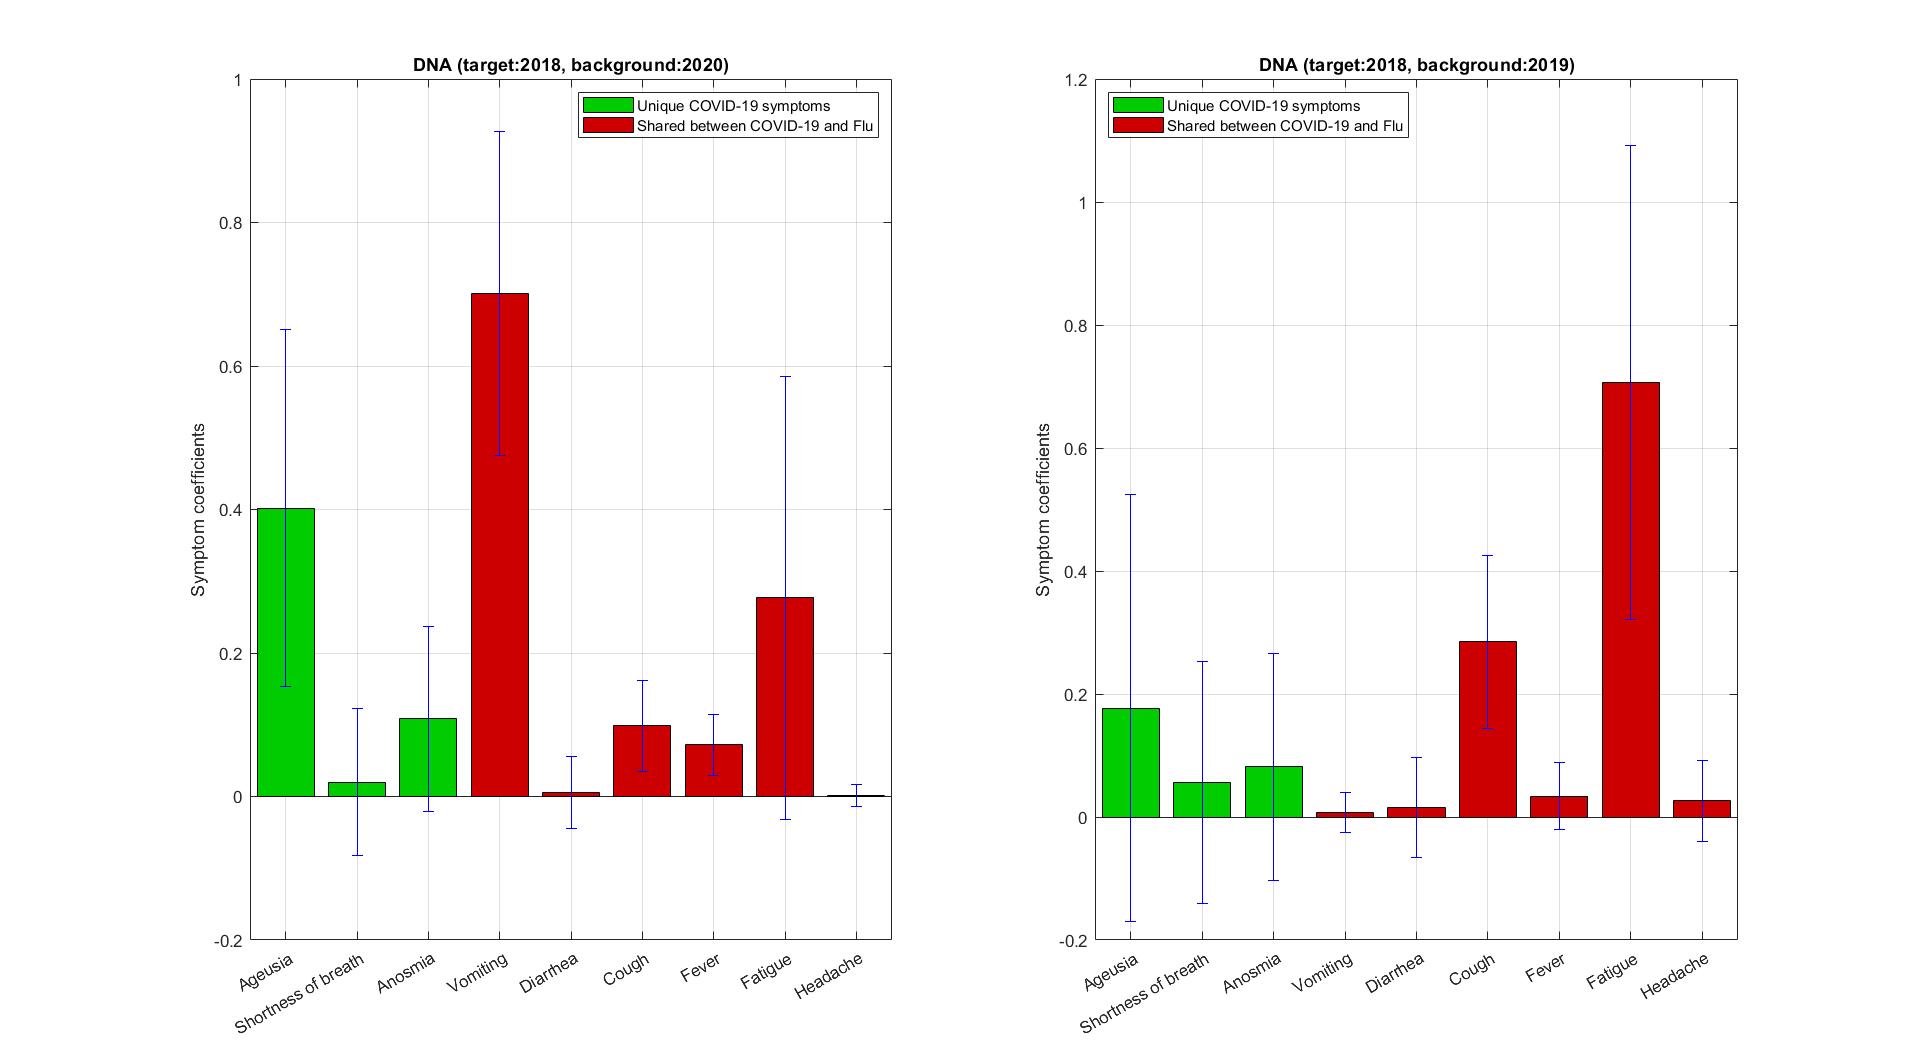 DNA (target:2018, background:2020)
Unique COVID-19 symptoms
Shared between COVID-19 and Flu
Symptom coefficients
1
0.8
0.6
0.4
0.2
0
-0.2
Ageusia
Shortness of breath
Anosmia
Vomiting
Diarrhea
Cough
Fever
Fatigue
Headache
DNA (target:2018, background:2019)
Unique COVID-19 symptoms
Shared between COVID-19 and Flu
Symptom coefficients
1.2
1
0.8
0.6
0.4
0.2
0
-0.2
Ageusia
Shortness of breath
Anosmia
Vomiting
Diarrhea
Cough
Fever
Fatigue
Headache